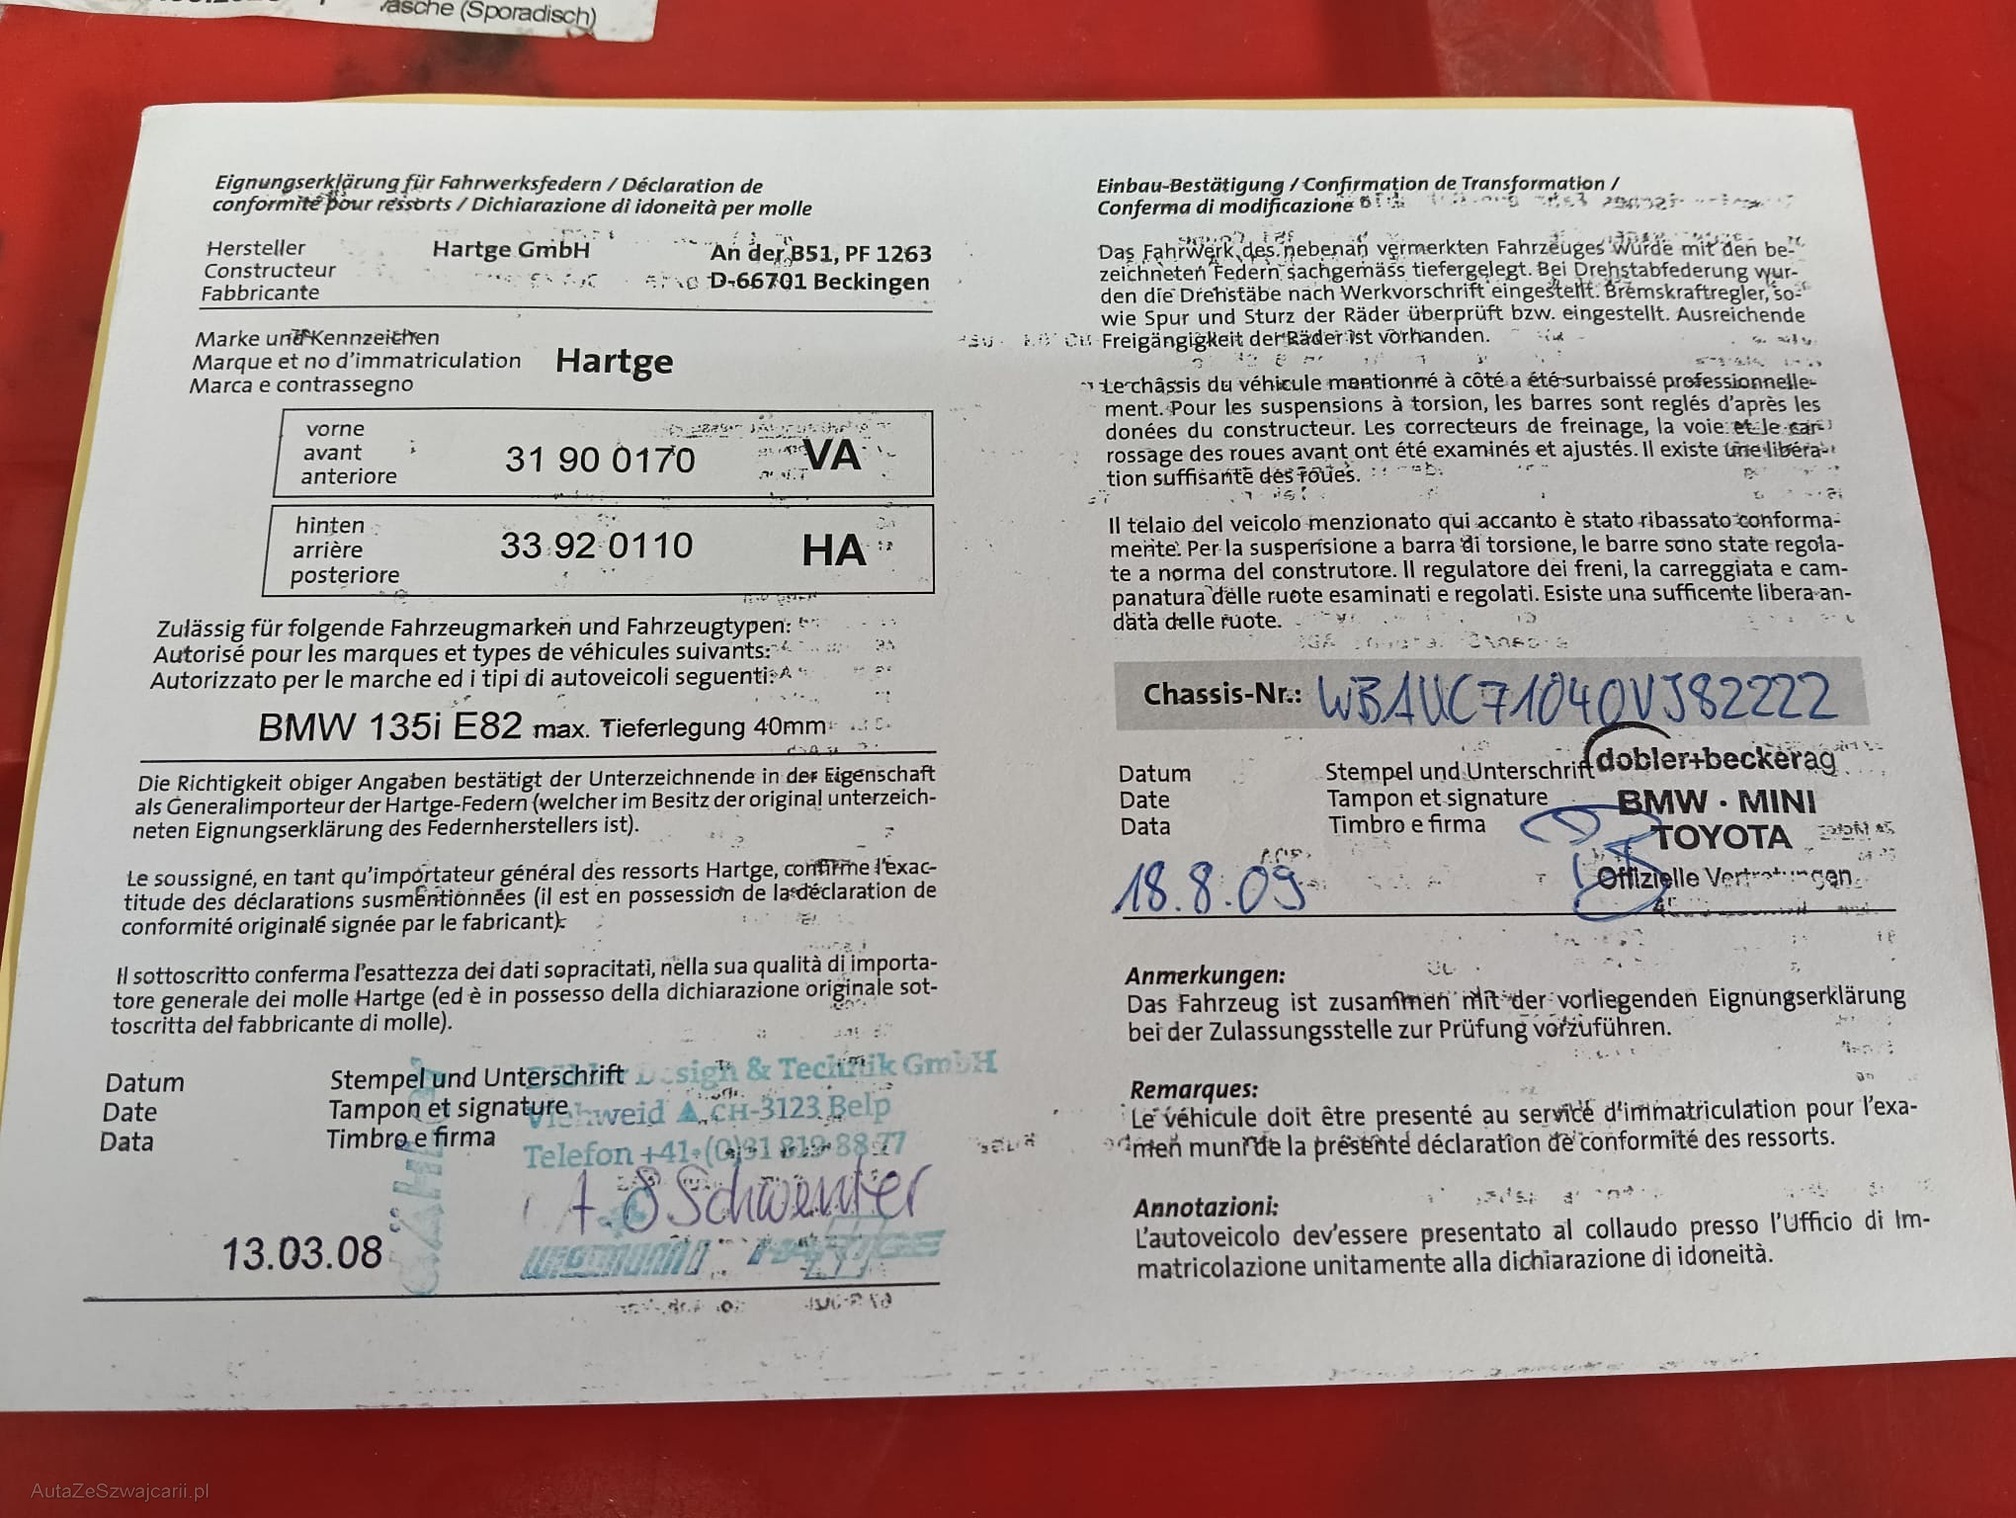 asche (Sporadisch)
Eignungserklärung für Fahrwerksfedern / Déclaration de
conformité pour ressorts / Dichiarazione di idoneità per molle
Hersteller
Constructeur
Fabbricante
Hartge GmbH
An der B51, PF 1263
D-66701 Beckingen
Marke und Kennzeichen
Marque et no d'immatriculation
Marca e contrassegno
Hartge
vorne
avant
anteriore
31 90 0170
VA
hinten
arrière
posteriore
33 92 0110
HA
Zulässig für folgende Fahrzeugmarken und Fahrzeugtypen:
Autorisé pour les marques et types de véhicules suivants:
Autorizzato per le marche ed i tipi di autoveicoli seguenti:
BMW 135i E82 max. Tieferlegung 40mm
Die Richtigkeit obiger Angaben bestätigt der Unterzeichnende in der Eigenschaft
als Generalimporteur der Hartge-Federn (welcher im Besitz der original unterzeich-
neten Eignungserklärung des Federnherstellers ist).
Le soussigné, en tant qu'importateur général des ressorts Hartge, confirme l'exac-
titude des déclarations susmentionnées (il est en possession de la déclaration de
conformité originale signée par le fabricant).
Il sottoscritto conferma l'esattezza dei dati sopracitati, nella sua qualità di importa-
tore generale dei molle Hartge (ed è in possesso della dichiarazione originale sot-
toscritta del fabbricante di molle).
Datum
Date
Data
Stempel und Unterschrift
Tampon et signature
Timbro e firma
Design & Technik GmbH
Viehweid CH-3123 Belp
Telefon +41 (0)31 819 88 77
13.03.08
HARTGE
Einbau-Bestätigung / Confirmation de Transformation /
Conferma di modificazione
Das Fahrwerk des nebenan vermerkten Fahrzeuges wurde mit den be-
zeichneten Federn sachgemäss tiefergelegt. Bei Drehstabfederung wur-
den die Drehstäbe nach Werkvorschrift eingestellt. Bremskraftregler, so-
wie Spur und Sturz der Räder überprüft bzw. eingestellt. Ausreichende
Freigängigkeit der Räder ist vorhanden.
Le châssis du véhicule mentionné à côté a été surbaissé professionnelle-
ment. Pour les suspensions à torsion, les barres sont reglés d'après les
donées du constructeur. Les correcteurs de freinage, la voie et le car-
rossage des roues avant ont été examinés et ajustés. Il existe une libéra-
tion suffisante des roues.
Il telaio del veicolo menzionato qui accanto è stato ribassato conforma-
mente. Per la suspensione a barra di torsione, le barre sono state regola-
te a norma del construtore. Il regulatore dei freni, la carreggiata e cam-
panatura delle ruote esaminati e regolati. Esiste una sufficente libera an-
data delle ruote.
Chassis-Nr.: WBAUC71040VJ82222
Datum
Date
Data
Stempel und Unterschrift
Tampon et signature
Timbro e firma
dobler+beckerag
BMW · MINI
TOYOTA
Offizielle Vertretungen
18.8.09
Anmerkungen:
Das Fahrzeug ist zusammen mit der vorliegenden Eignungserklärung
bei der Zulassungsstelle zur Prüfung vorzuführen.
Remarques:
Le véhicule doit être presenté au service d'immatriculation pour l'exa-
men muni de la présente déclaration de conformité des ressorts.
Annotazioni:
L'autoveicolo dev'essere presentato al collaudo presso l'Ufficio di Im-
matricolazione unitamente alla dichiarazione di idoneità.
AutaZeSzwajcarii.pl